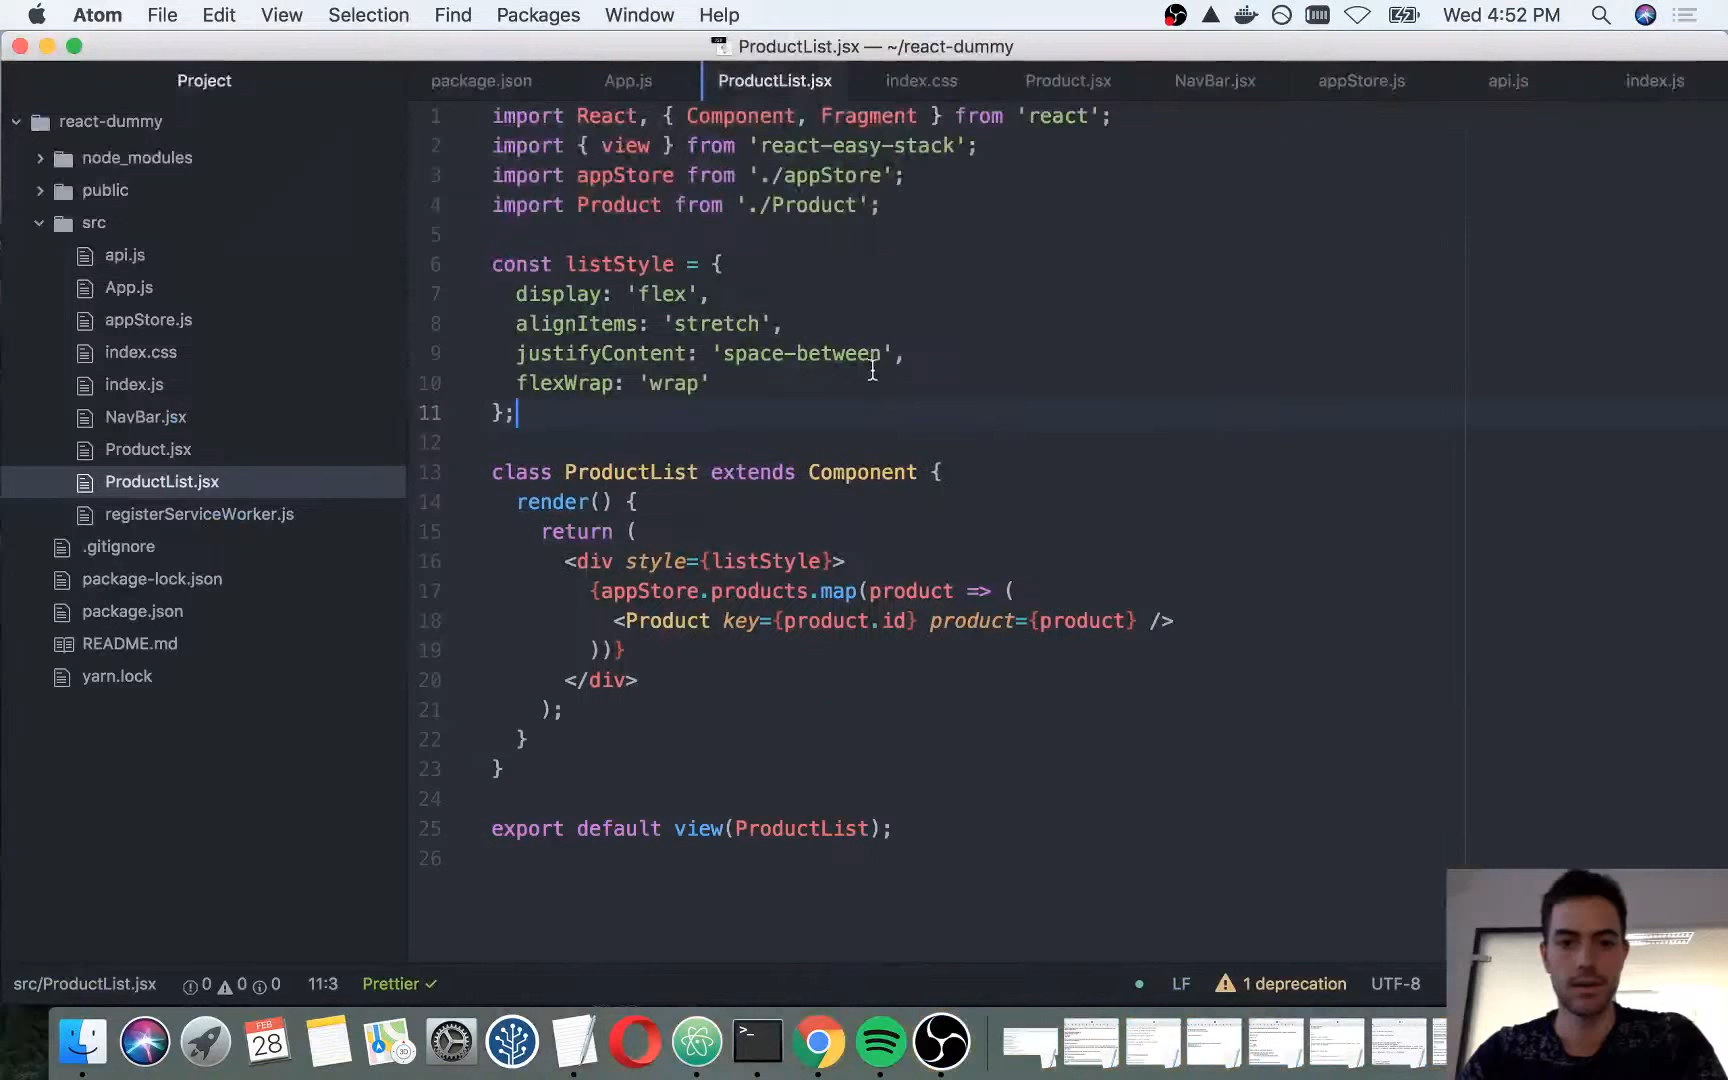 Atom File Edit View Selection Find Packages Window Help Wed 4:52 PM
ProductList.jsx — ~/react-dummy
Project
package.json App.js ProductList.jsx index.css Product.jsx NavBar.jsx appStore.js api.js index.js
react-dummy
node_modules
public
src
api.js
App.js
appStore.js
index.css
index.js
NavBar.jsx
Product.jsx
ProductList.jsx
registerServiceWorker.js
.gitignore
package-lock.json
package.json
README.md
yarn.lock
1 import React, { Component, Fragment } from 'react';
2 import { view } from 'react-easy-stack';
3 import appStore from './appStore';
4 import Product from './Product';
5
6 const listStyle = {
7 display: 'flex',
8 alignItems: 'stretch',
9 justifyContent: 'space-between',
10 flexWrap: 'wrap'
11 };
12
13 class ProductList extends Component {
14 render() {
15 return (
16 <div style={listStyle}>
17 {appStore.products.map(product => (
18 <Product key={product.id} product={product} />
19 ))}
20 </div>
21 );
22 }
23 }
24
25 export default view(ProductList);
26
src/ProductList.jsx 0 0 0 11:3 Prettier ✓ LF 1 deprecation UTF-8
FEB
28